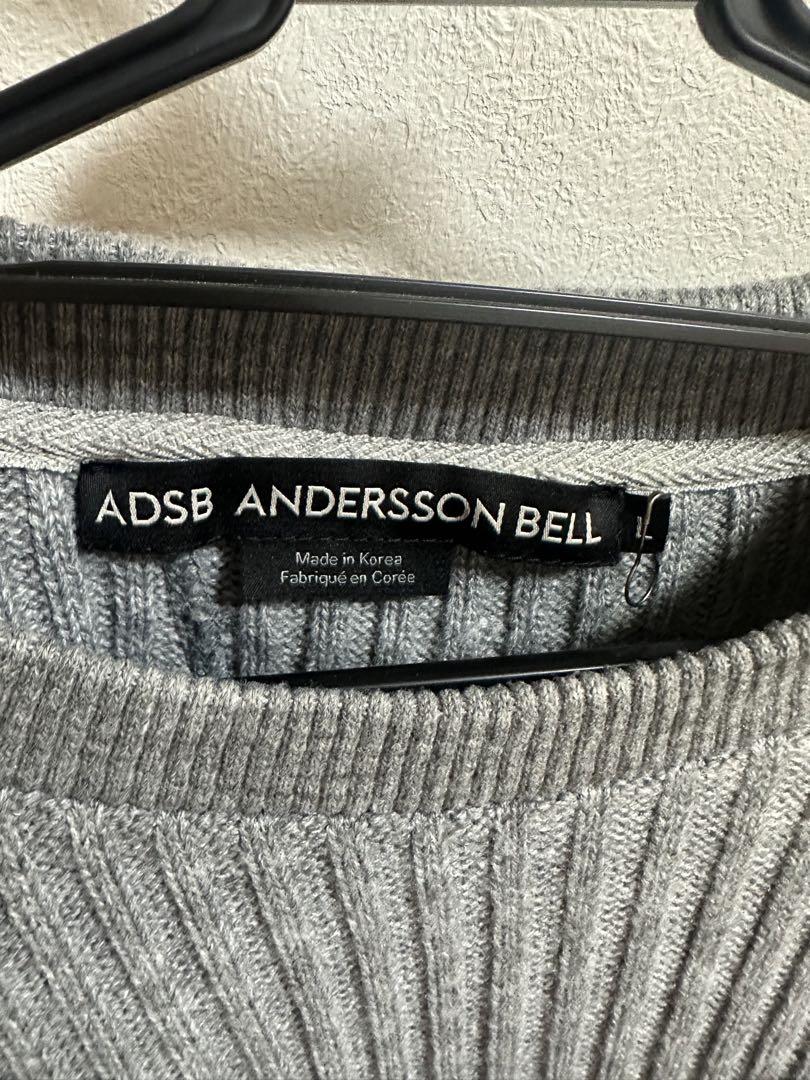 ADSB ANDERSSON BELL
L
Made in Korea
Fabriqué en Corée